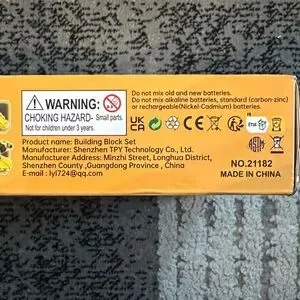 WARNING:
CHOKING HAZARD- Small parts.
Not for children under 3 years.
Do not mix old and new batteries.
Do not mix alkaline batteries, standard (carbon-zinc)
or rechargeable(Nickel-Cadmium) batteries.
UK
CA
CE
Product name: Building Block Set
Manufacturer: Shenzhen TPY Technology Co., Ltd
Manufacturer Address: Minzhi Street, Longhua District,
Shenzhen County ,Guangdong Province , China
E-mail : lyl724@qq.com
ASTM
NO.21182
MADE IN CHINA